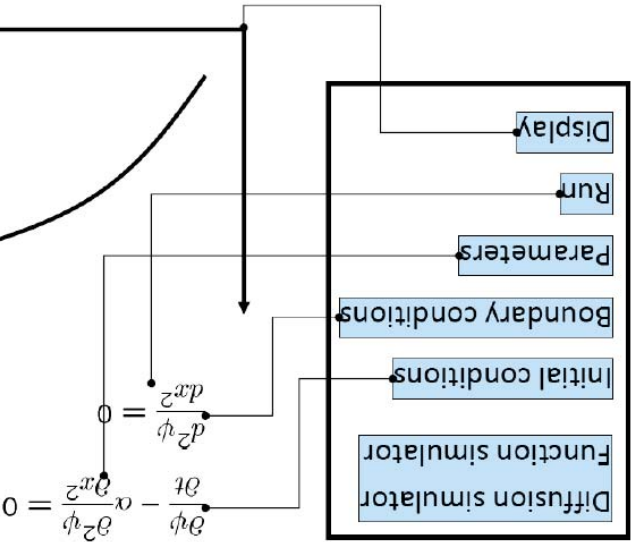 Diffusion simulator
Function simulator
Initial conditions
Boundary conditions
Parameters
Run
Display
∂ψ/∂t − α ∂²ψ/∂x² = 0
d²ψ/dx² = 0